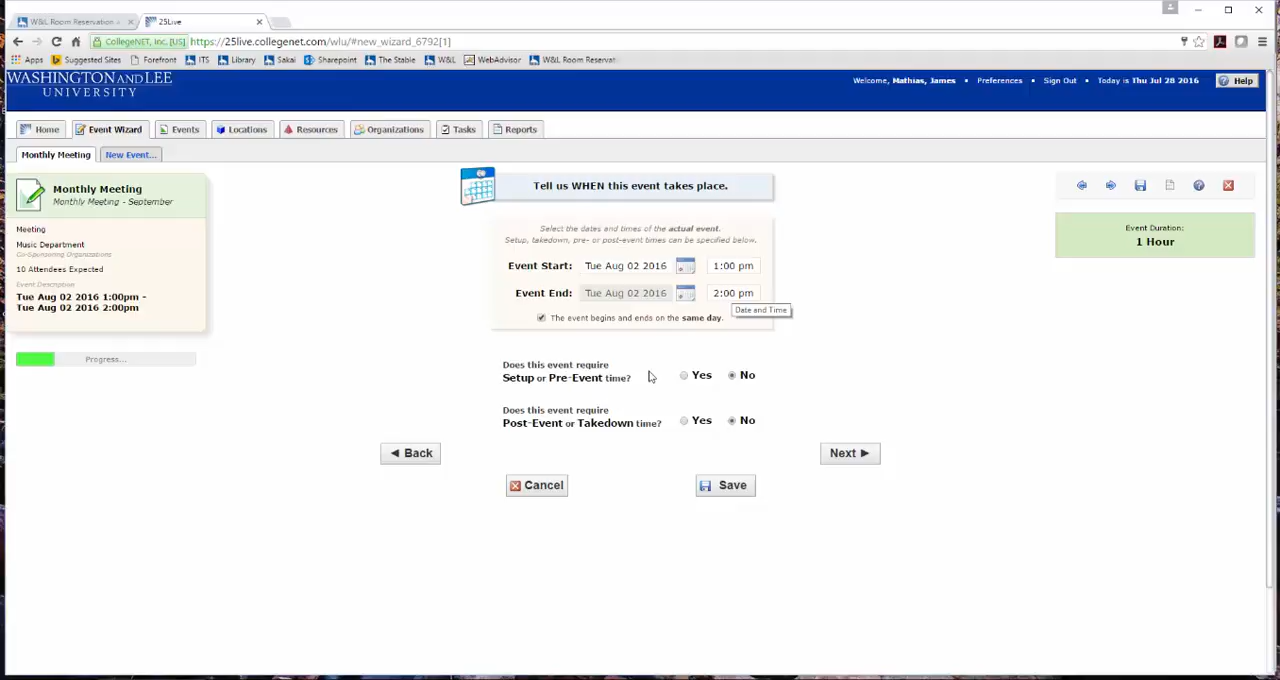 W&L Room Reservation
25Live
CollegeNET, Inc. [US] https://25live.collegenet.com/wlu/#new_wizard_6792[1]
Apps Suggested Sites Forefront ITS Library Sakai Sharepoint The Stable W&L WebAdvisor W&L Room Reservat
WASHINGTON AND LEE
UNIVERSITY
Welcome, Mathias, James • Preferences • Sign Out • Today is Thu Jul 28 2016 Help
Home Event Wizard Events Locations Resources Organizations Tasks Reports
Monthly Meeting New Event...
Monthly Meeting
Monthly Meeting - September
Meeting
Music Department
Co-Sponsoring Organizations
10 Attendees Expected
Event Description
Tue Aug 02 2016 1:00pm -
Tue Aug 02 2016 2:00pm
Progress...
Tell us WHEN this event takes place.
Select the dates and times of the actual event.
Setup, takedown, pre- or post-event times can be specified below.
Event Start: Tue Aug 02 2016 1:00 pm
Event End: Tue Aug 02 2016 2:00 pm
Date and Time
The event begins and ends on the same day.
Does this event require
Setup or Pre-Event time? Yes No
Does this event require
Post-Event or Takedown time? Yes No
Back Next
Cancel Save
Event Duration:
1 Hour